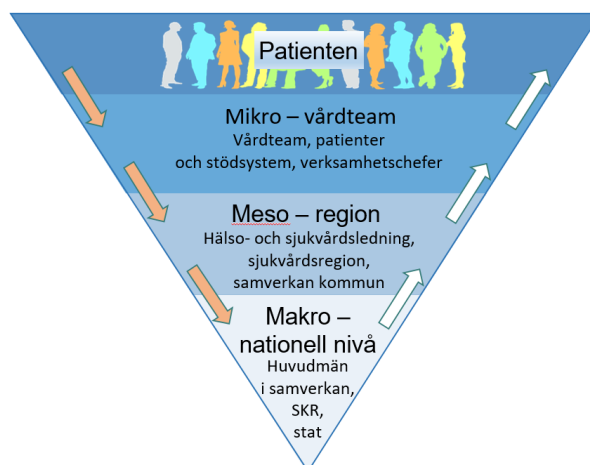 Patienten
Mikro – vårdteam
Vårdteam, patienter
och stödsystem, verksamhetschefer
Meso – region
Hälso- och sjukvårdsledning,
sjukvårdsregion,
samverkan kommun
Makro –
nationell nivå
Huvudmän
i samverkan,
SKR,
stat